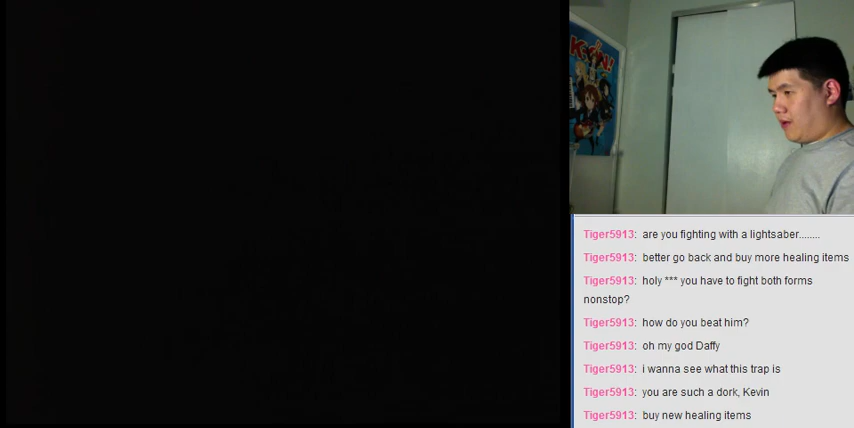 K-ON!
Tiger5913: are you fighting with a lightsaber........
Tiger5913: better go back and buy more healing items
Tiger5913: holy *** you have to fight both forms
nonstop?
Tiger5913: how do you beat him?
Tiger5913: oh my god Daffy
Tiger5913: i wanna see what this trap is
Tiger5913: you are such a dork, Kevin
Tiger5913: buy new healing items